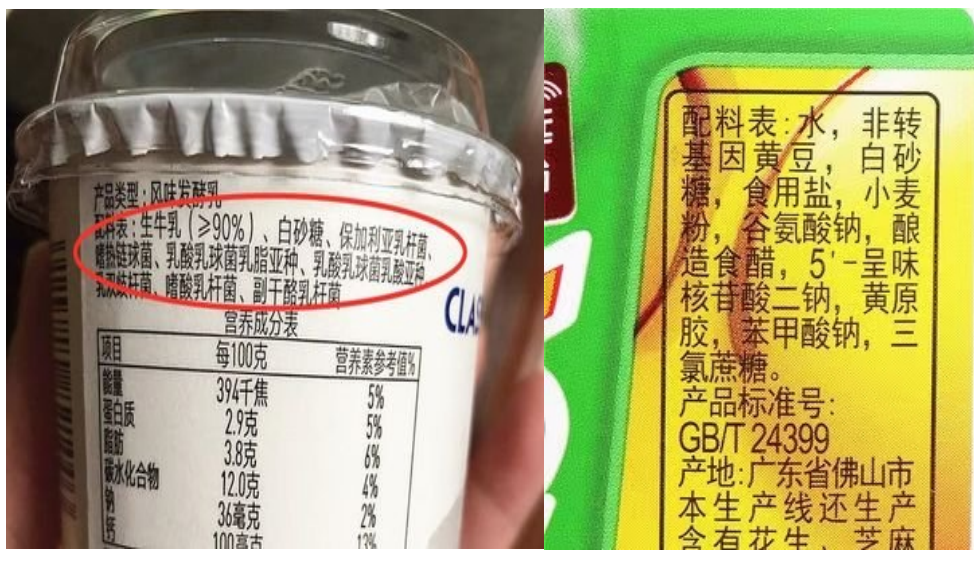 产品类型：风味发酵乳
配料表：生牛乳（≥90%）、白砂糖、保加利亚乳杆菌、
嗜热链球菌、乳酸乳球菌乳脂亚种、乳酸乳球菌乳酸亚种
乳双歧杆菌、嗜酸乳杆菌、副干酪乳杆菌
CLA
营养成分表
项目 每100克 营养素参考值%
能量 394千焦 5%
蛋白质 2.9克 5%
脂肪 3.8克 6%
碳水化合物 12.0克 4%
钠 36毫克 2%
钙 100毫克 13%
配料表：水，非转
基因黄豆，白砂
糖，食用盐，小麦
粉，谷氨酸钠，酿
造食醋，5'-呈味
核苷酸二钠，黄原
胶，苯甲酸钠，三
氯蔗糖。
产品标准号：
GB/T 24399
产地：广东省佛山市
本生产线还生产
含有花生、芝麻